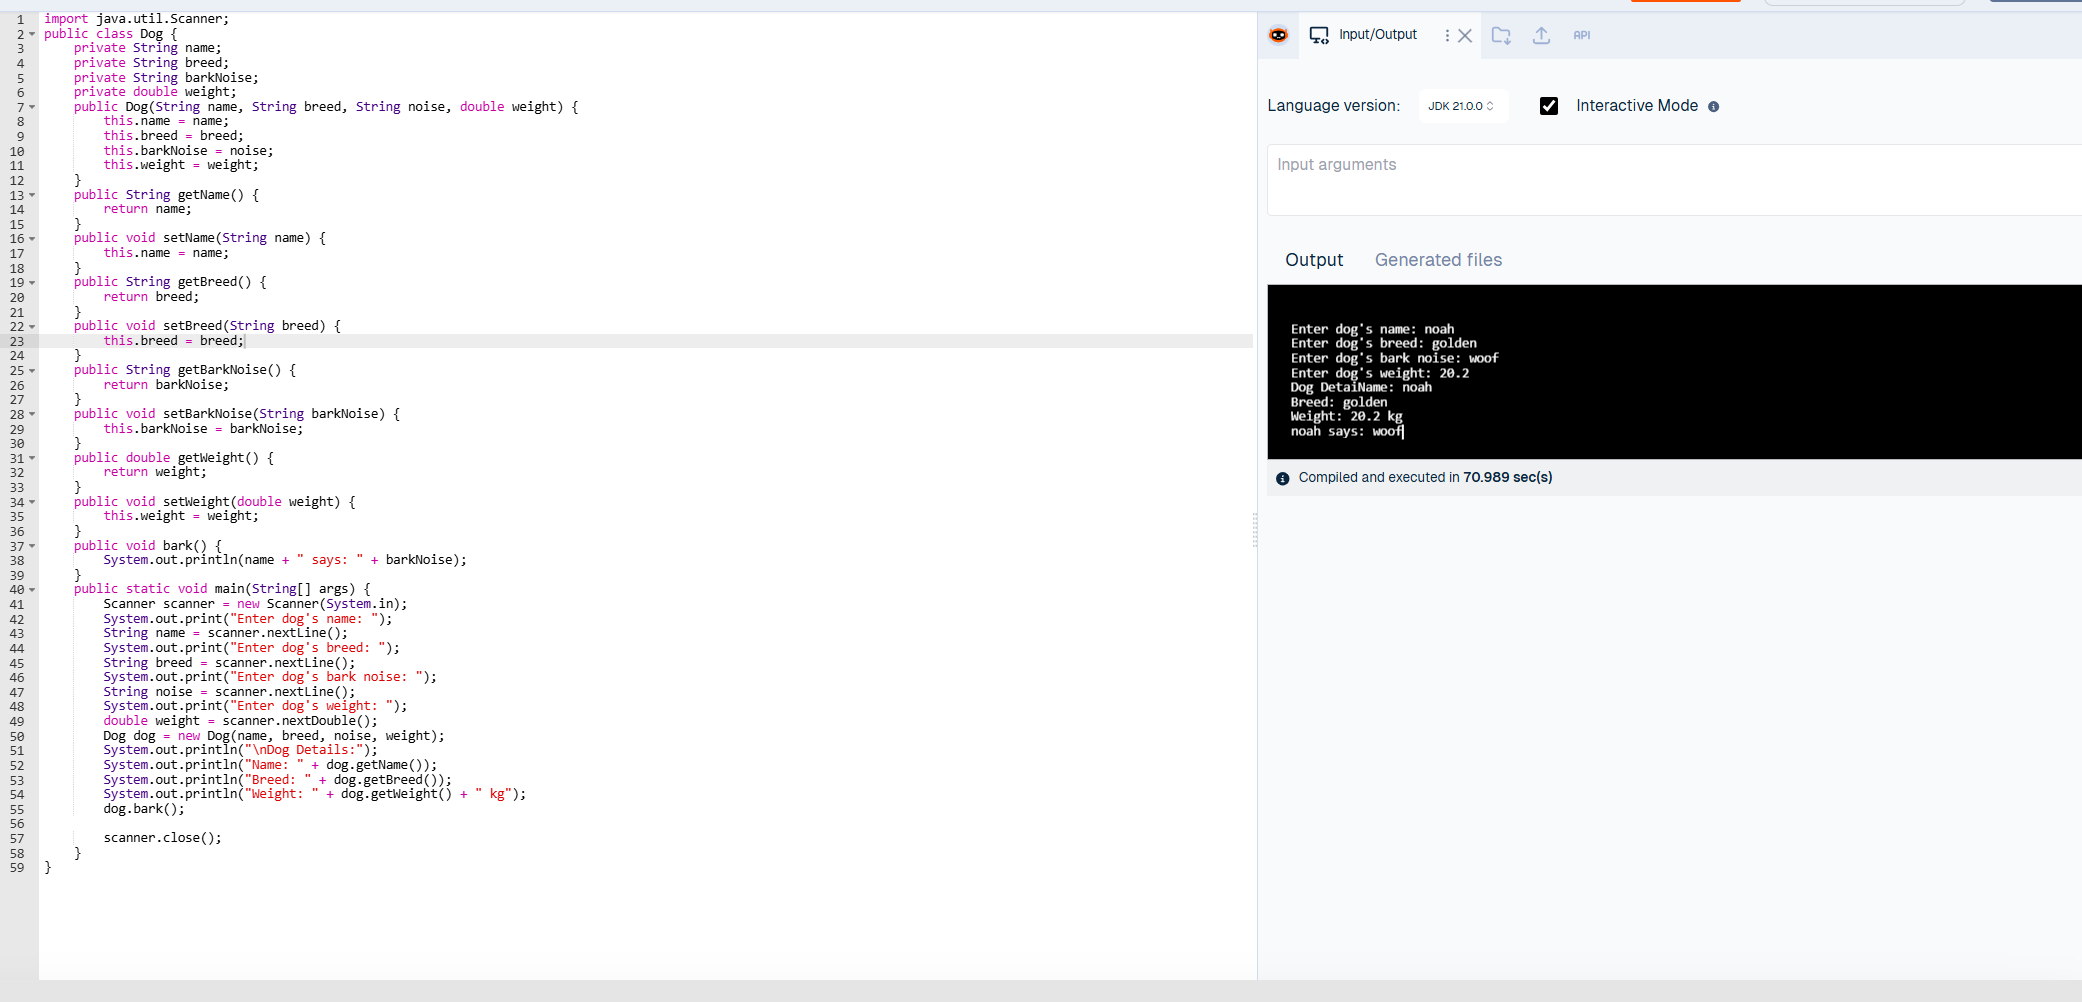 1 import java.util.Scanner;
2 public class Dog {
3     private String name;
4     private String breed;
5     private String barkNoise;
6     private double weight;
7     public Dog(String name, String breed, String noise, double weight) {
8         this.name = name;
9         this.breed = breed;
10         this.barkNoise = noise;
11         this.weight = weight;
12     }
13     public String getName() {
14         return name;
15     }
16     public void setName(String name) {
17         this.name = name;
18     }
19     public String getBreed() {
20         return breed;
21     }
22     public void setBreed(String breed) {
23         this.breed = breed;
24     }
25     public String getBarkNoise() {
26         return barkNoise;
27     }
28     public void setBarkNoise(String barkNoise) {
29         this.barkNoise = barkNoise;
30     }
31     public double getWeight() {
32         return weight;
33     }
34     public void setWeight(double weight) {
35         this.weight = weight;
36     }
37     public void bark() {
38         System.out.println(name + " says: " + barkNoise);
39     }
40     public static void main(String[] args) {
41         Scanner scanner = new Scanner(System.in);
42         System.out.print("Enter dog's name: ");
43         String name = scanner.nextLine();
44         System.out.print("Enter dog's breed: ");
45         String breed = scanner.nextLine();
46         System.out.print("Enter dog's bark noise: ");
47         String noise = scanner.nextLine();
48         System.out.print("Enter dog's weight: ");
49         double weight = scanner.nextDouble();
50         Dog dog = new Dog(name, breed, noise, weight);
51         System.out.println("\nDog Details:");
52         System.out.println("Name: " + dog.getName());
53         System.out.println("Breed: " + dog.getBreed());
54         System.out.println("Weight: " + dog.getWeight() + " kg");
55         dog.bark();
56
57         scanner.close();
58     }
59 }
Input/Output
API
Language version: JDK 21.0.0 Interactive Mode
Input arguments
Output Generated files
Enter dog's name: noah
Enter dog's breed: golden
Enter dog's bark noise: woof
Enter dog's weight: 20.2
Dog DetaiName: noah
Breed: golden
Weight: 20.2 kg
noah says: woof
Compiled and executed in 70.989 sec(s)